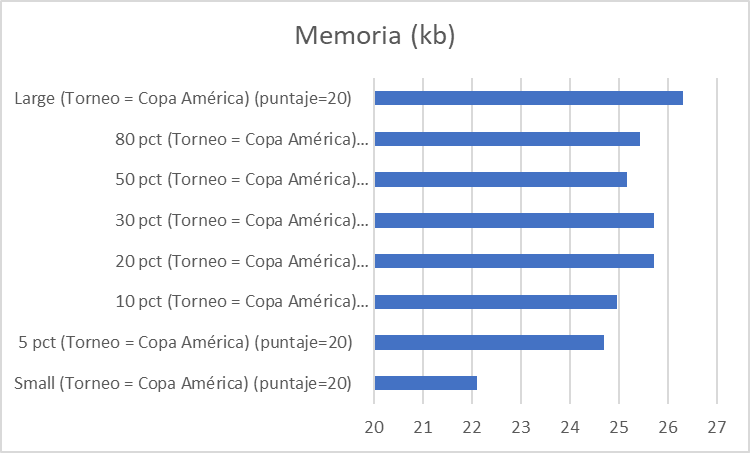 Memoria (kb)
Large (Torneo = Copa América) (puntaje=20)
80 pct (Torneo = Copa América)...
50 pct (Torneo = Copa América)...
30 pct (Torneo = Copa América)...
20 pct (Torneo = Copa América)...
10 pct (Torneo = Copa América)...
5 pct (Torneo = Copa América) (puntaje=20)
Small (Torneo = Copa América) (puntaje=20)
20 21 22 23 24 25 26 27